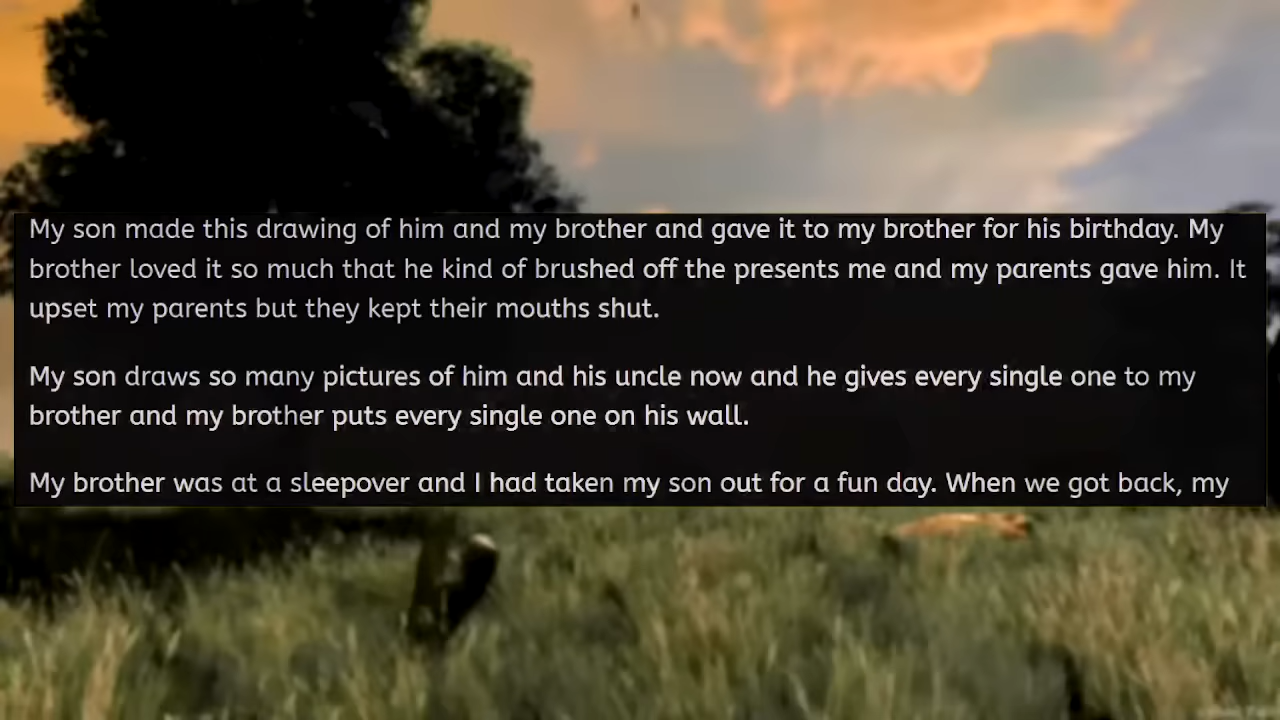 My son made this drawing of him and my brother and gave it to my brother for his birthday. My
brother loved it so much that he kind of brushed off the presents me and my parents gave him. It
upset my parents but they kept their mouths shut.
My son draws so many pictures of him and his uncle now and he gives every single one to my
brother and my brother puts every single one on his wall.
My brother was at a sleepover and I had taken my son out for a fun day. When we got back, my